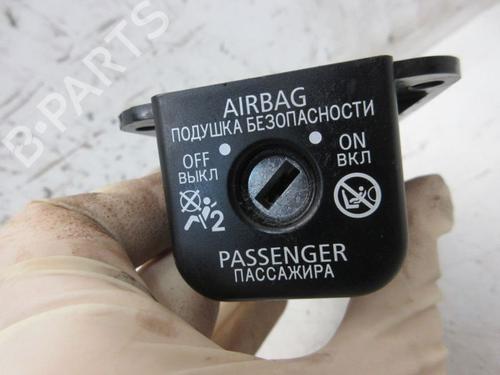 B-PARTS
AIRBAG
ПОДУШКА БЕЗОПАСНОСТИ
OFF
ВЫКЛ
ON
ВКЛ
2
PASSENGER
ПАССАЖИРА